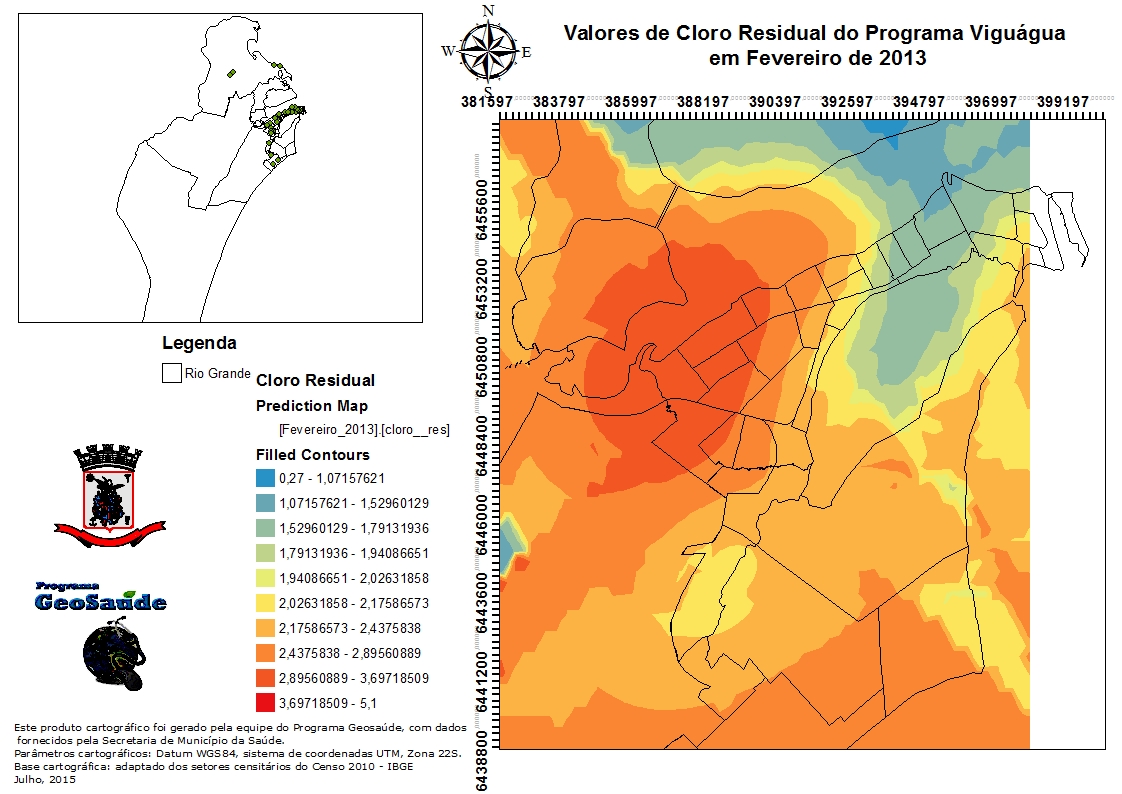 Valores de Cloro Residual do Programa Viguágua
em Fevereiro de 2013
N
W
E
S
381597 383797 385997 388197 390397 392597 394797 396997 399197
6455600
6453200
6450800
6448400
6446000
6443600
6441200
6438800
Legenda
Rio Grande
Cloro Residual
Prediction Map
[Fevereiro_2013].[cloro__res]
Filled Contours
0,27 - 1,07157621
1,07157621 - 1,52960129
1,52960129 - 1,79131936
1,79131936 - 1,94086651
1,94086651 - 2,02631858
2,02631858 - 2,17586573
2,17586573 - 2,4375838
2,4375838 - 2,89560889
2,89560889 - 3,69718509
3,69718509 - 5,1
Programa
GeoSaúde
Este produto cartográfico foi gerado pela equipe do Programa Geosaúde, com dados
fornecidos pela Secretaria de Município da Saúde.
Parâmetros cartográficos: Datum WGS84, sistema de coordenadas UTM, Zona 22S.
Base cartográfica: adaptado dos setores censitários do Censo 2010 - IBGE
Julho, 2015